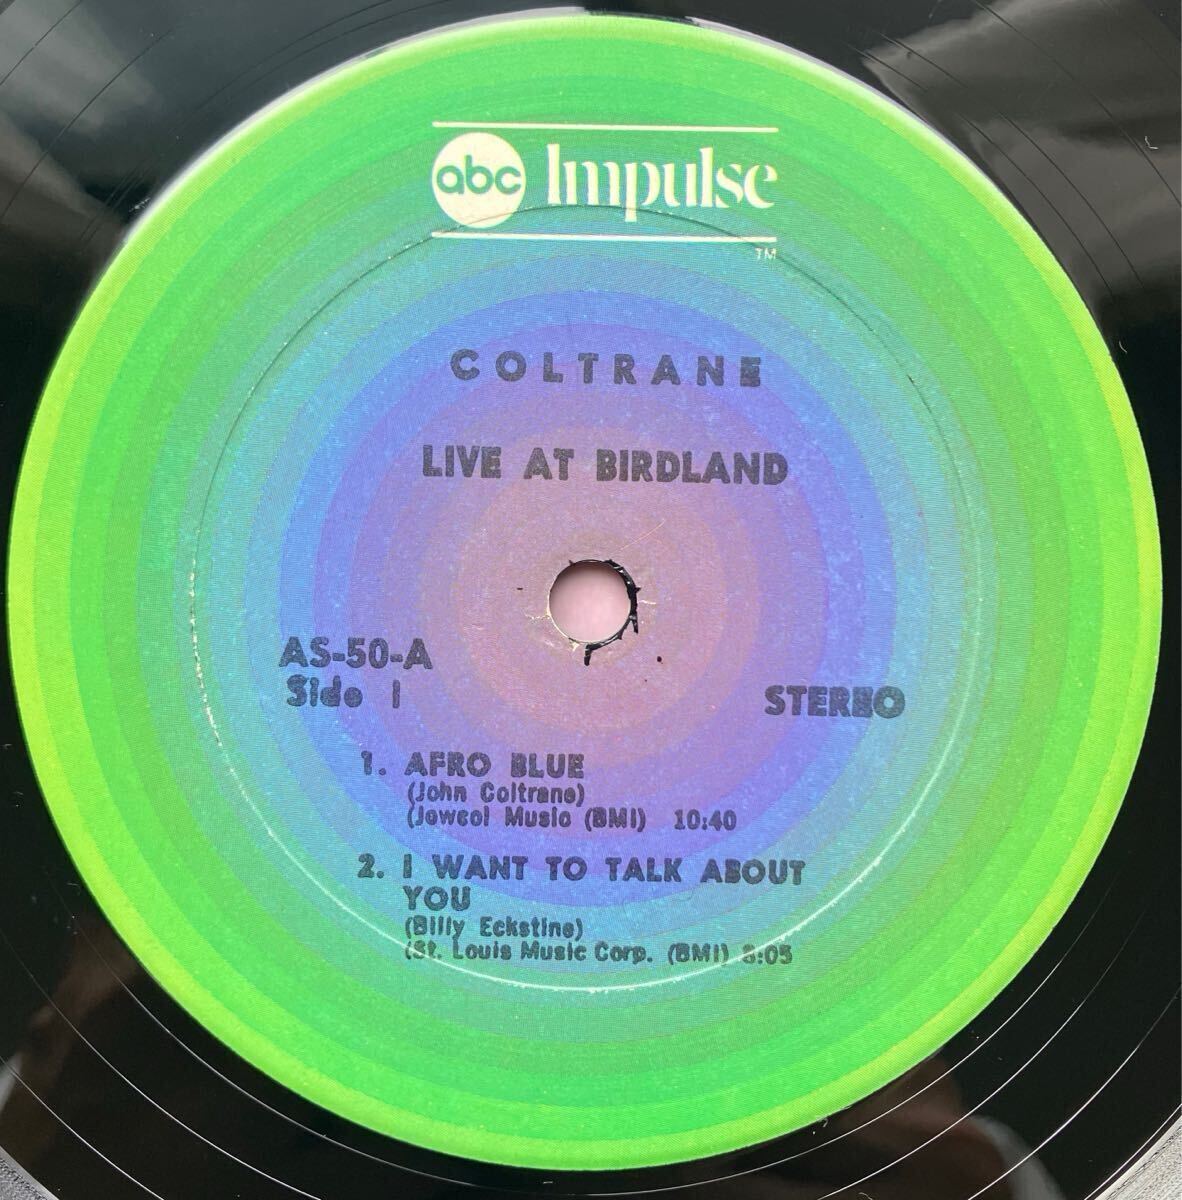 abc Impulse
TM
COLTRANE
LIVE AT BIRDLAND
AS-50-A
Side 1
STEREO
1. AFRO BLUE
(John Coltrane)
(Jowcol Music (BMI) 10:40
2. I WANT TO TALK ABOUT
YOU
(Billy Eckstine)
(St. Louis Music Corp. (BMI) 8:05